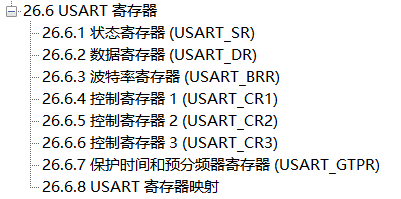 26.6 USART 寄存器
26.6.1 状态寄存器 (USART_SR)
26.6.2 数据寄存器 (USART_DR)
26.6.3 波特率寄存器 (USART_BRR)
26.6.4 控制寄存器 1 (USART_CR1)
26.6.5 控制寄存器 2 (USART_CR2)
26.6.6 控制寄存器 3 (USART_CR3)
26.6.7 保护时间和预分频器寄存器 (USART_GTPR)
26.6.8 USART 寄存器映射